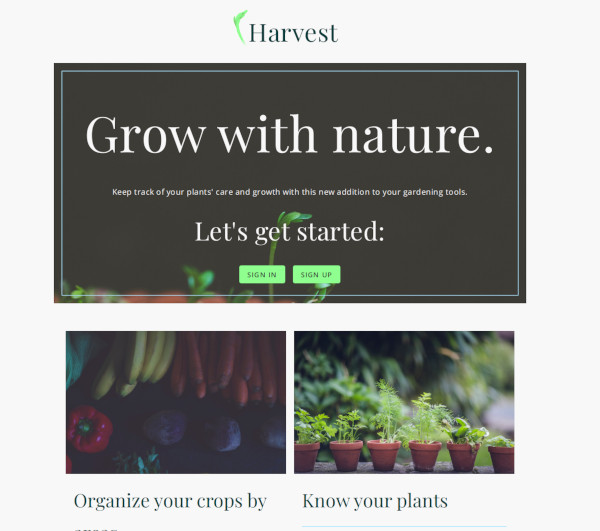 Harvest
Grow with nature.
Keep track of your plants' care and growth with this new addition to your gardening tools.
Let's get started:
SIGN IN SIGN UP
Organize your crops by
Know your plants